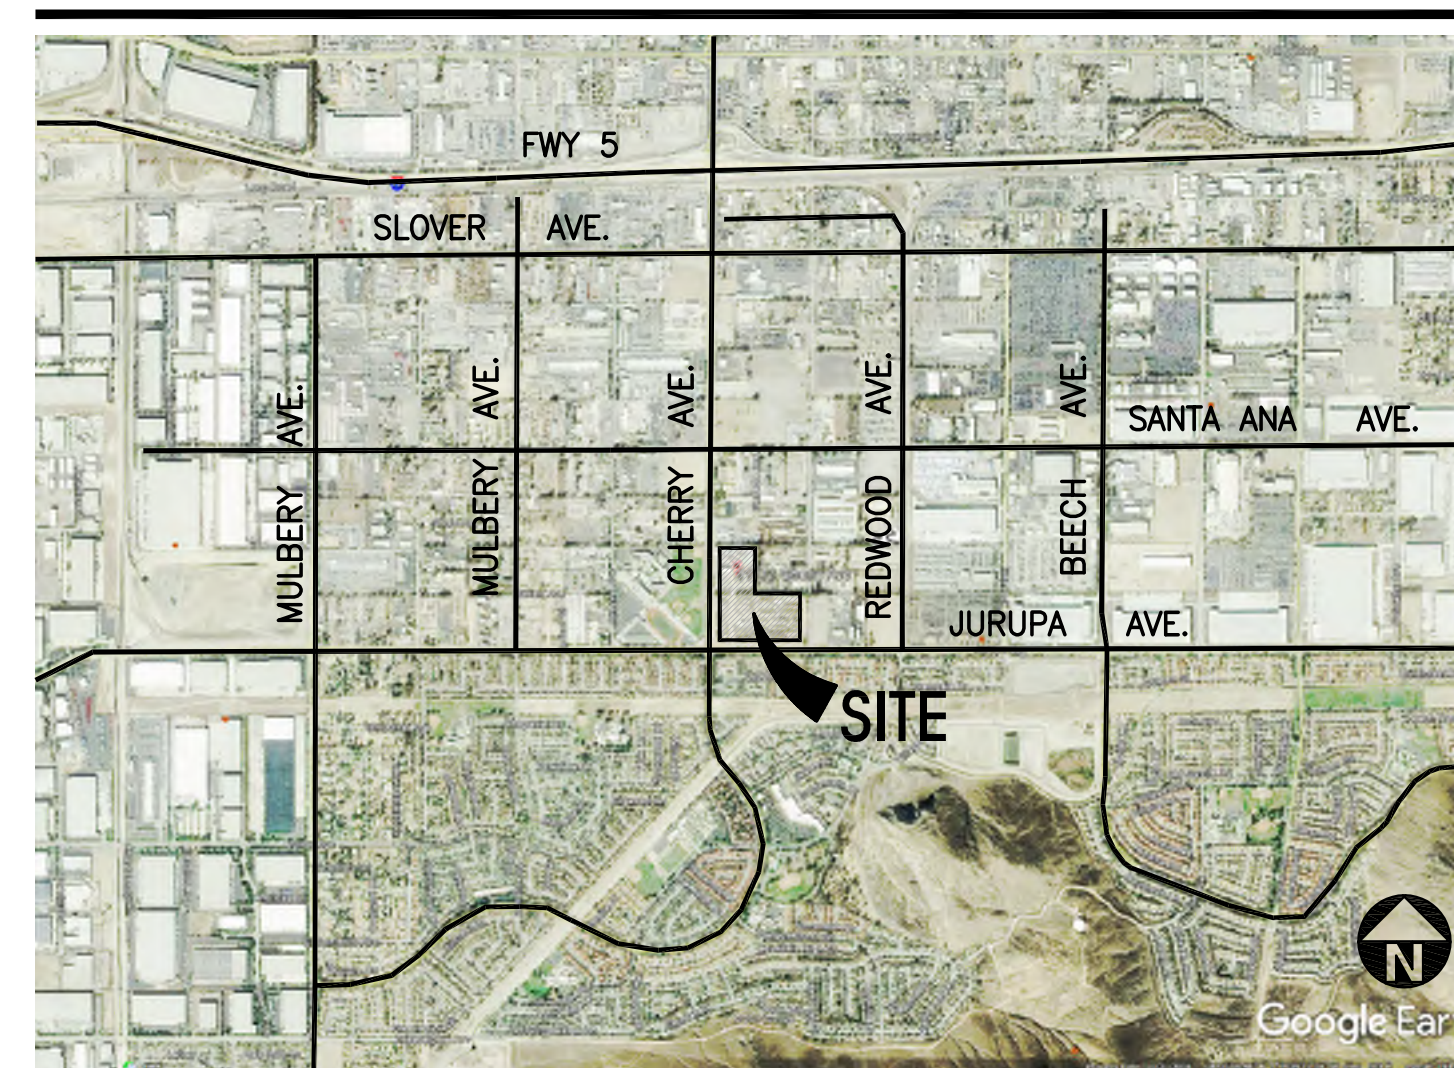 FWY 5
SLOVER AVE.
MULBERY AVE.
MULBERRY AVE.
CHERRY AVE.
REDWOOD AVE.
BEECH AVE.
SANTA ANA AVE.
JURUPA AVE.
SITE
N
Google Ear